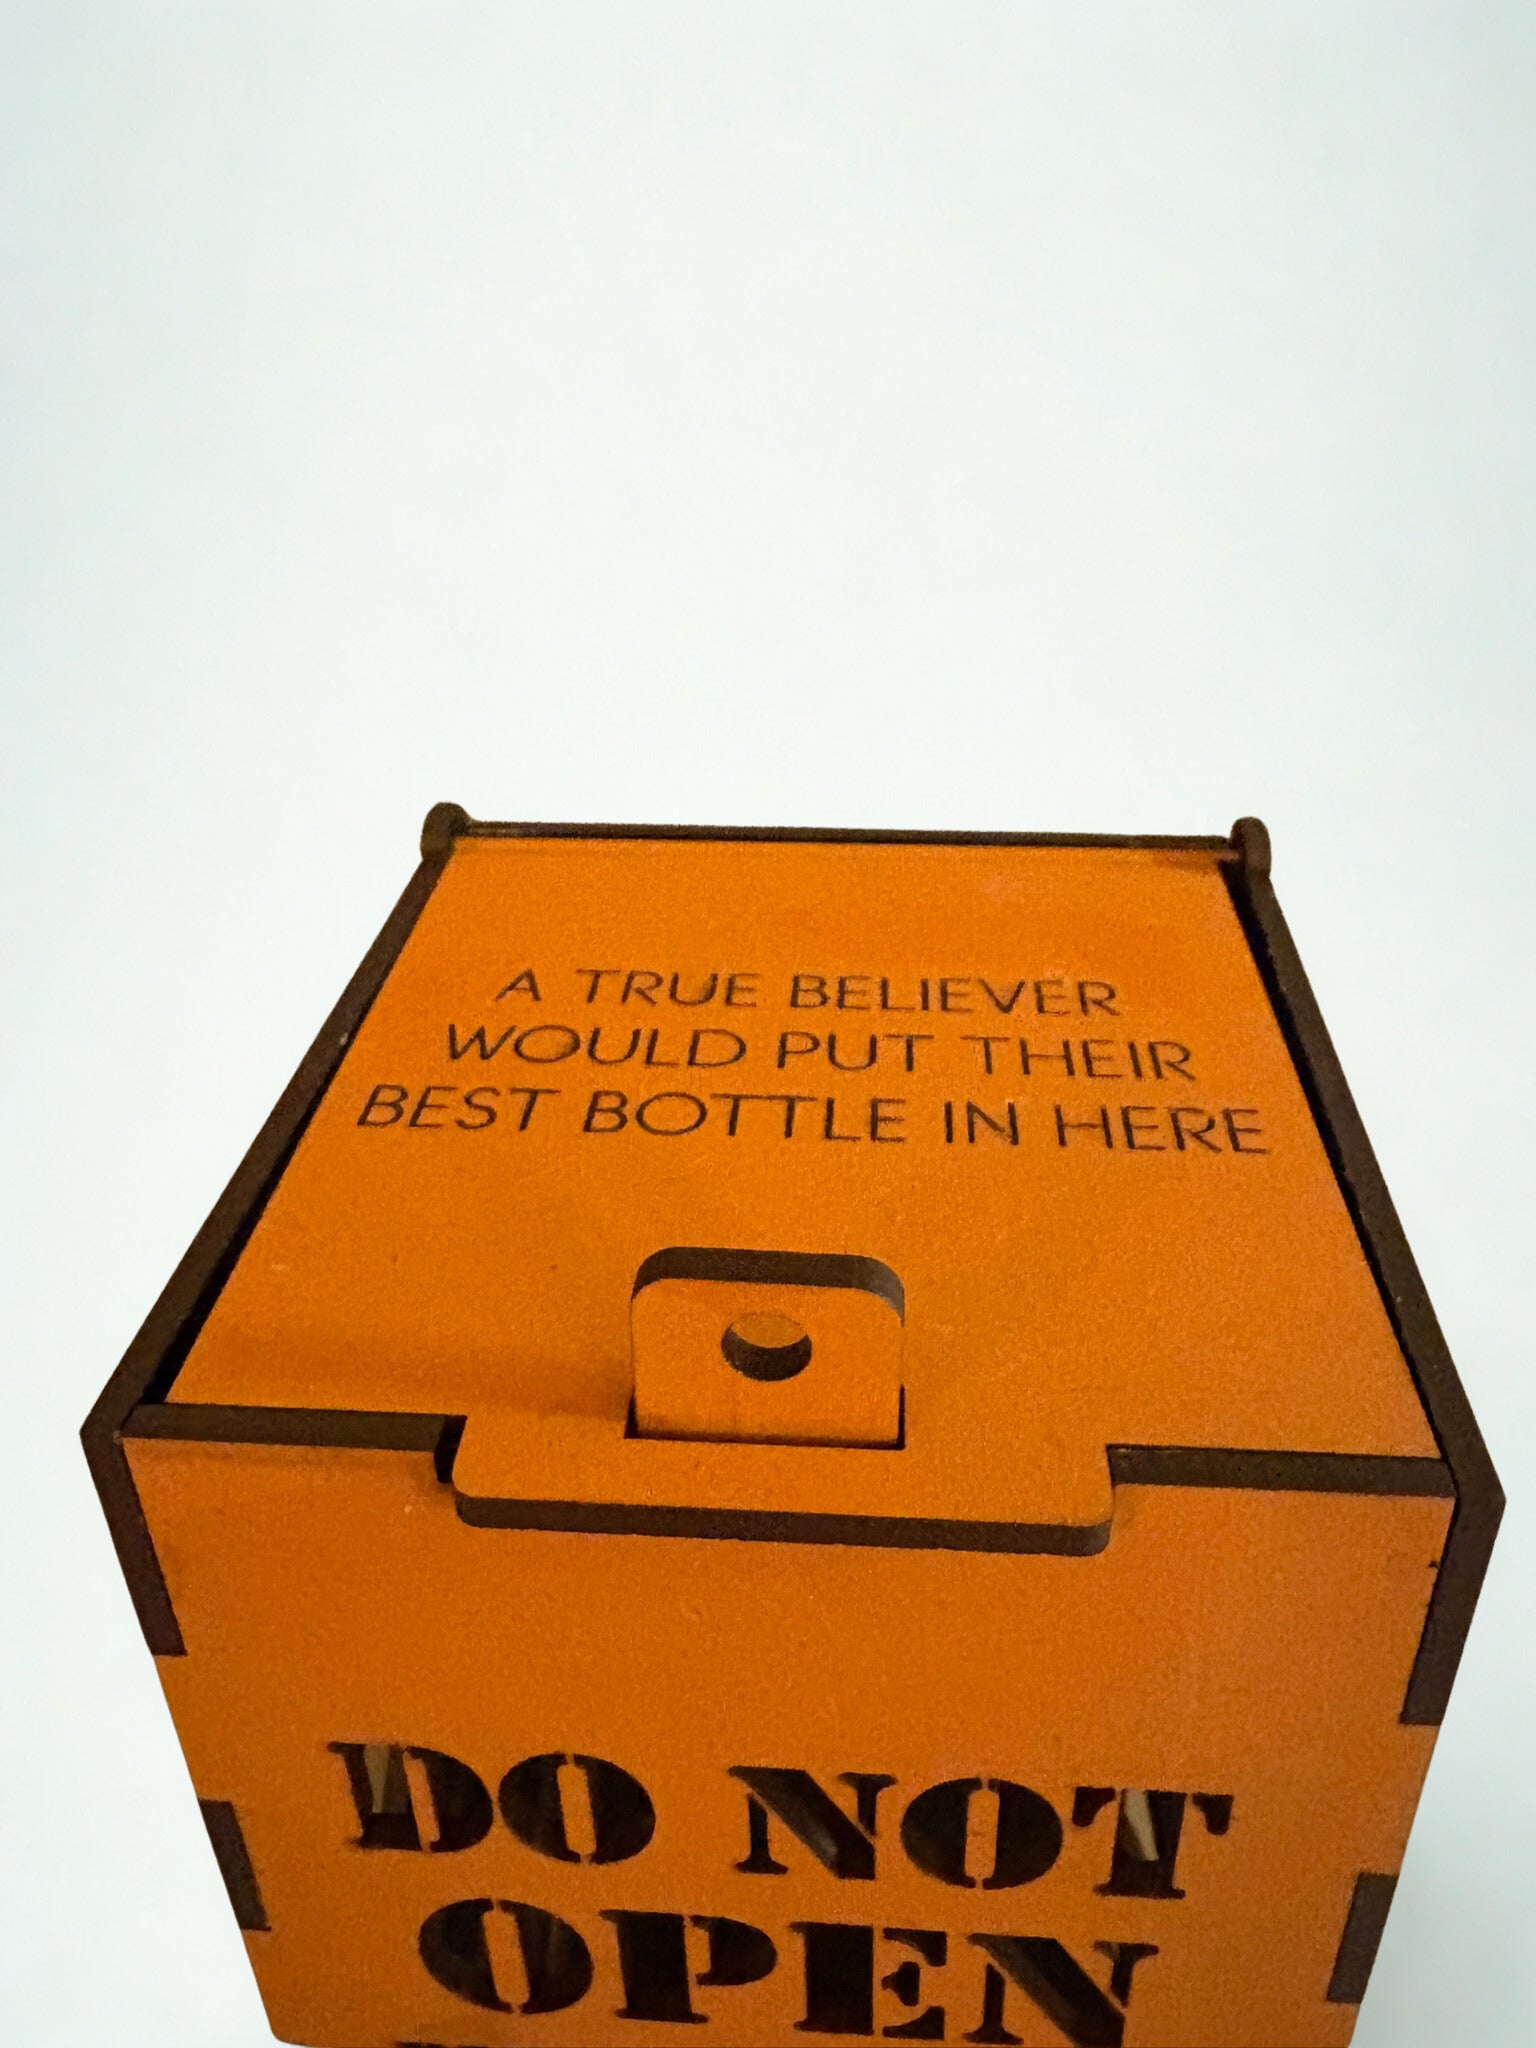 A TRUE BELIEVER
WOULD PUT THEIR
BEST BOTTLE IN HERE
DO NOT
OPEN